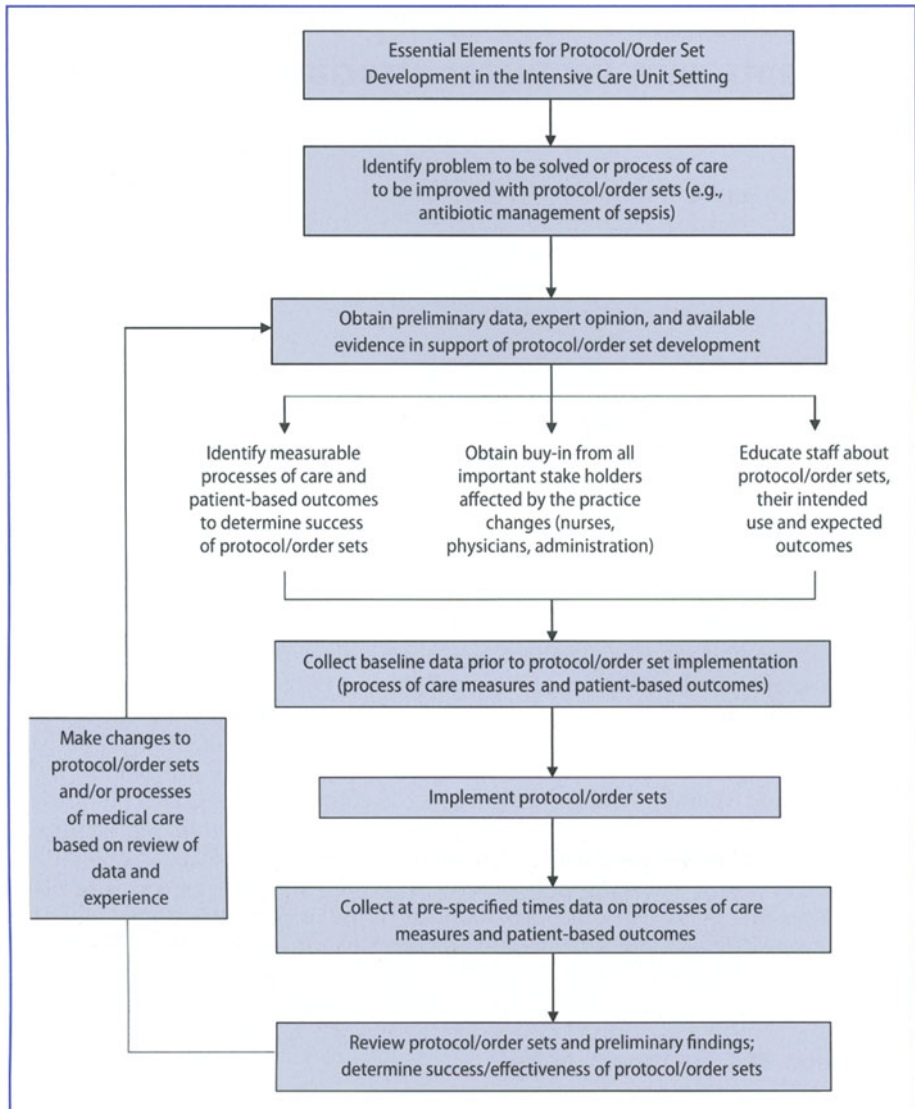 Essential Elements for Protocol/Order Set
Development in the Intensive Care Unit Setting
Identify problem to be solved or process of care
to be improved with protocol/order sets (e.g.,
antibiotic management of sepsis)
Obtain preliminary data, expert opinion, and available
evidence in support of protocol/order set development
Identify measurable
processes of care and
patient-based outcomes
to determine success
of protocol/order sets
Obtain buy-in from all
important stake holders
affected by the practice
changes (nurses,
physicians, administration)
Educate staff about
protocol/order sets,
their intended
use and expected
outcomes
Collect baseline data prior to protocol/order set implementation
(process of care measures and patient-based outcomes)
Make changes to
protocol/order sets
and/or processes
of medical care
based on review of
data and
experience
Implement protocol/order sets
Collect at pre-specified times data on processes of care
measures and patient-based outcomes
Review protocol/order sets and preliminary findings;
determine success/effectiveness of protocol/order sets